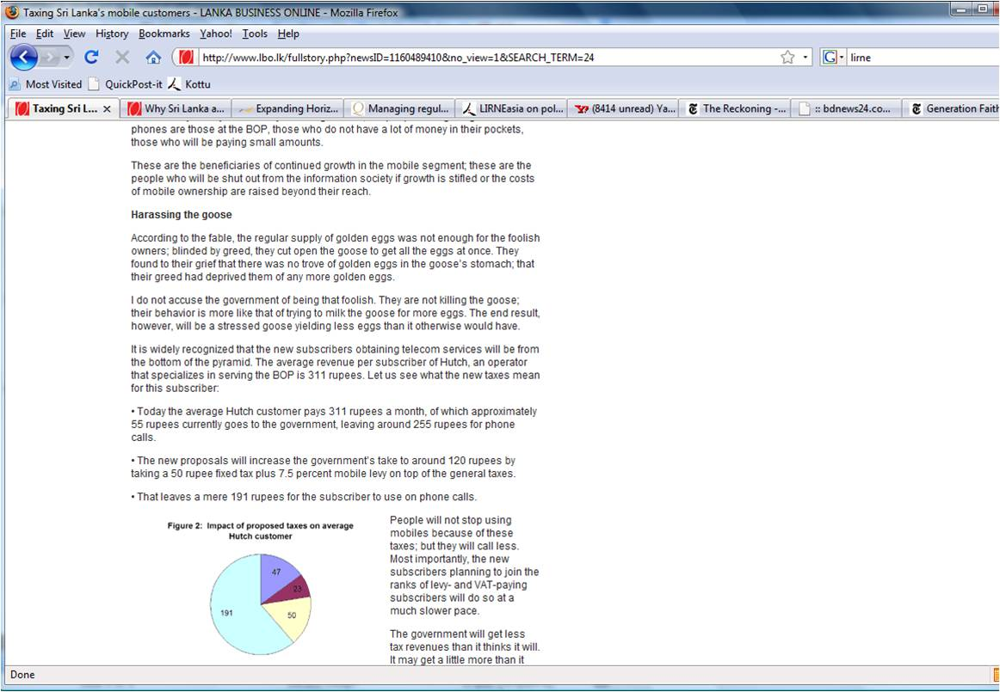 Taxing Sri Lanka's mobile customers - LANKA BUSINESS ONLINE - Mozilla Firefox
File Edit View History Bookmarks Yahoo! Tools Help
http://www.lbo.lk/fullstory.php?newsID=1160489410&no_view=1&SEARCH_TERM=24
G lirne
Most Visited QuickPost-it Kottu
Taxing Sri L... Why Sri Lanka a... Expanding Horiz... Managing regul... LIRNEasia on pol... (8414 unread) Ya... The Reckoning -... :: bdnews24.co... Generation Faith
phones are those at the BOP, those who do not have a lot of money in their pockets,
those who will be paying small amounts.
These are the beneficiaries of continued growth in the mobile segment; these are the
people who will be shut out from the information society if growth is stifled or the costs
of mobile ownership are raised beyond their reach.
Harassing the goose
According to the fable, the regular supply of golden eggs was not enough for the foolish
owners; blinded by greed, they cut open the goose to get all the eggs at once. They
found to their grief that there was no trove of golden eggs in the goose's stomach; that
their greed had deprived them of any more golden eggs.
I do not accuse the government of being that foolish. They are not killing the goose;
their behavior is more like that of trying to milk the goose for more eggs. The end result,
however, will be a stressed goose yielding less eggs than it otherwise would have.
It is widely recognized that the new subscribers obtaining telecom services will be from
the bottom of the pyramid. The average revenue per subscriber of Hutch, an operator
that specializes in serving the BOP is 311 rupees. Let us see what the new taxes mean
for this subscriber:
• Today the average Hutch customer pays 311 rupees a month, of which approximately
55 rupees currently goes to the government, leaving around 255 rupees for phone
calls.
• The new proposals will increase the government's take to around 120 rupees by
taking a 50 rupee fixed tax plus 7.5 percent mobile levy on top of the general taxes.
• That leaves a mere 191 rupees for the subscriber to use on phone calls.
Figure 2: Impact of proposed taxes on average
Hutch customer
47
23
50
191
People will not stop using
mobiles because of these
taxes; but they will call less.
Most importantly, the new
subscribers planning to join the
ranks of levy- and VAT-paying
subscribers will do so at a
much slower pace.
The government will get less
tax revenues than it thinks it will.
It may get a little more than it
Done